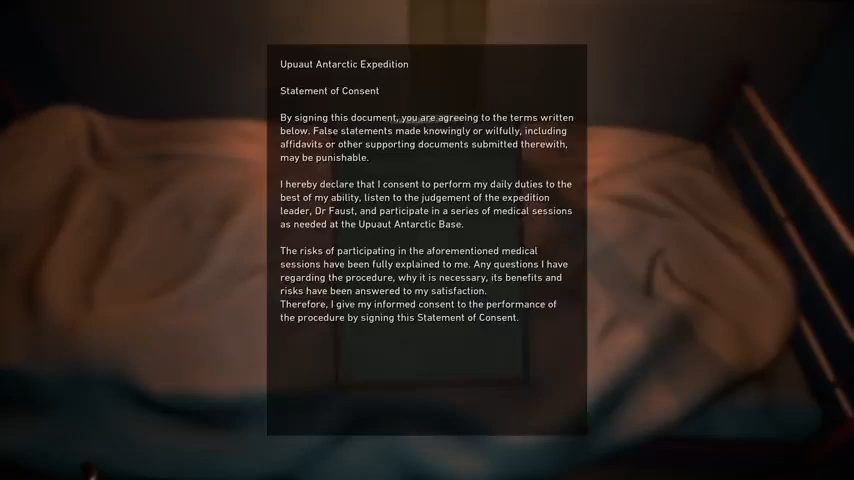 Upuaut Antarctic Expedition
Statement of Consent
By signing this document, you are agreeing to the terms written
below. False statements made knowingly or wilfully, including
affidavits or other supporting documents submitted therewith,
may be punishable.
I hereby declare that I consent to perform my daily duties to the
best of my ability, listen to the judgement of the expedition
leader, Dr Faust, and participate in a series of medical sessions
as needed at the Upuaut Antarctic Base.
The risks of participating in the aforementioned medical
sessions have been fully explained to me. Any questions I have
regarding the procedure, why it is necessary, its benefits and
risks have been answered to my satisfaction.
Therefore, I give my informed consent to the performance of
the procedure by signing this Statement of Consent.